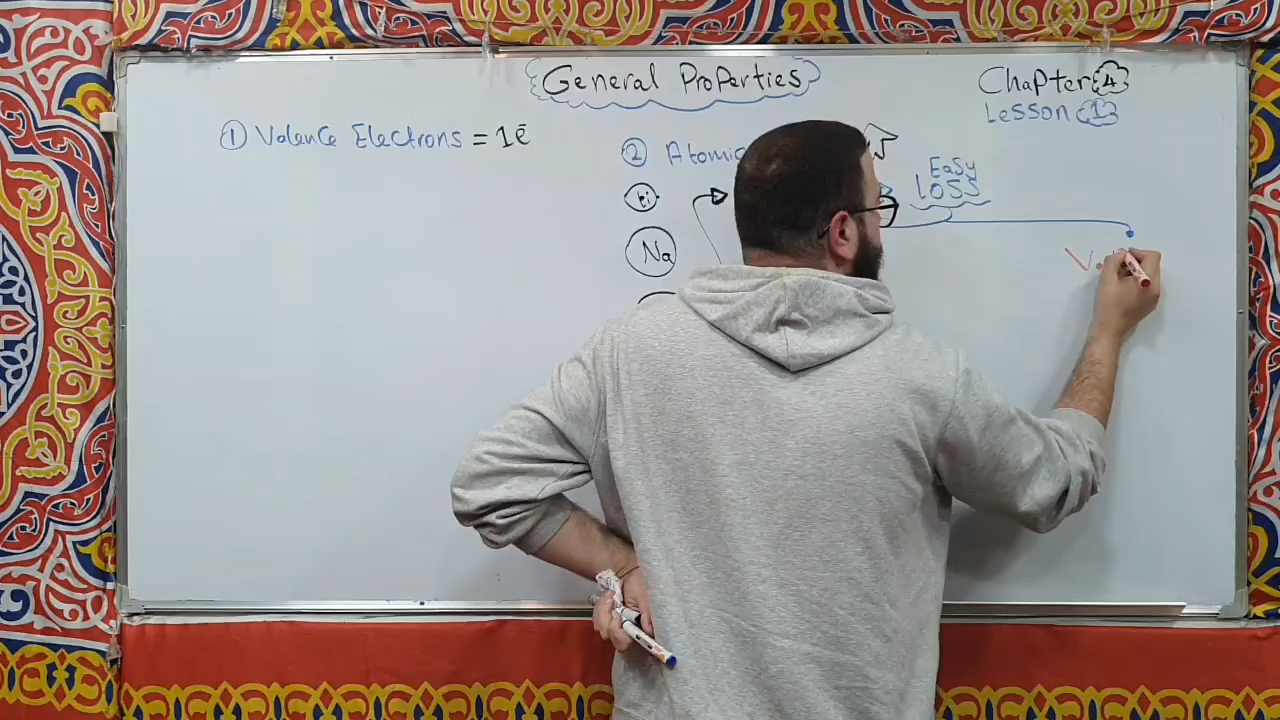 General Properties
Chapter 4
Lesson 1
① Valence Electrons = 1ē
② Atomic
Li
Na
Easy
Loss
V.